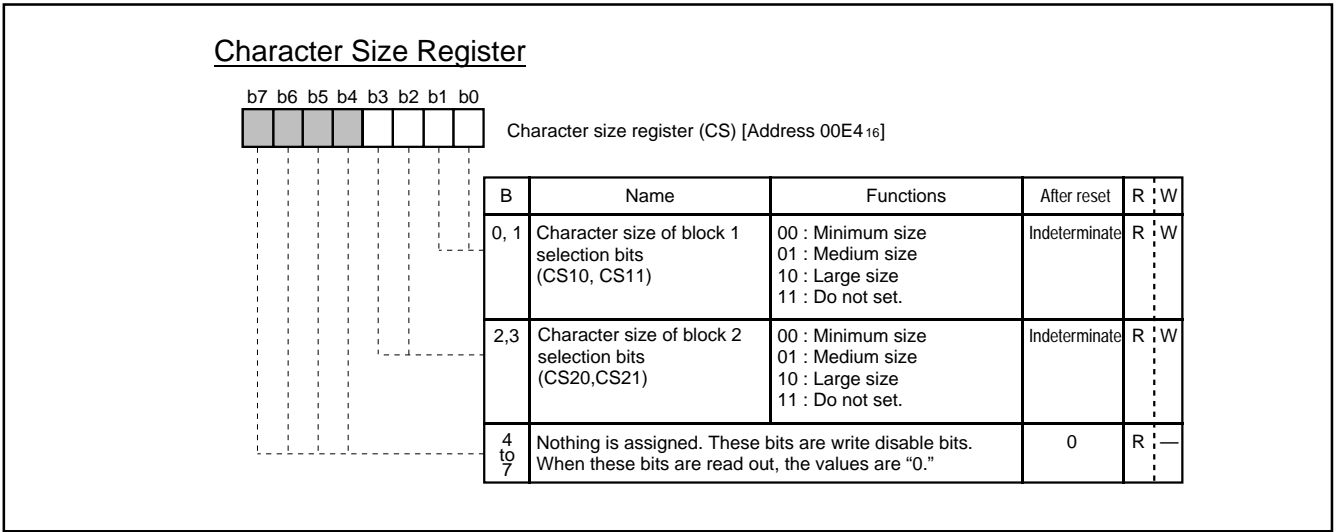 Character Size Register
b7 b6 b5 b4 b3 b2 b1 b0
Character size register (CS) [Address 00E4₁₆]
B Name Functions After reset R W
0, 1 Character size of block 1 00 : Minimum size Indeterminate R W
selection bits 01 : Medium size
(CS10, CS11) 10 : Large size
11 : Do not set.
2,3 Character size of block 2 00 : Minimum size Indeterminate R W
selection bits 01 : Medium size
(CS20,CS21) 10 : Large size
11 : Do not set.
4 Nothing is assigned. These bits are write disable bits. 0 R —
to
7 When these bits are read out, the values are “0.”